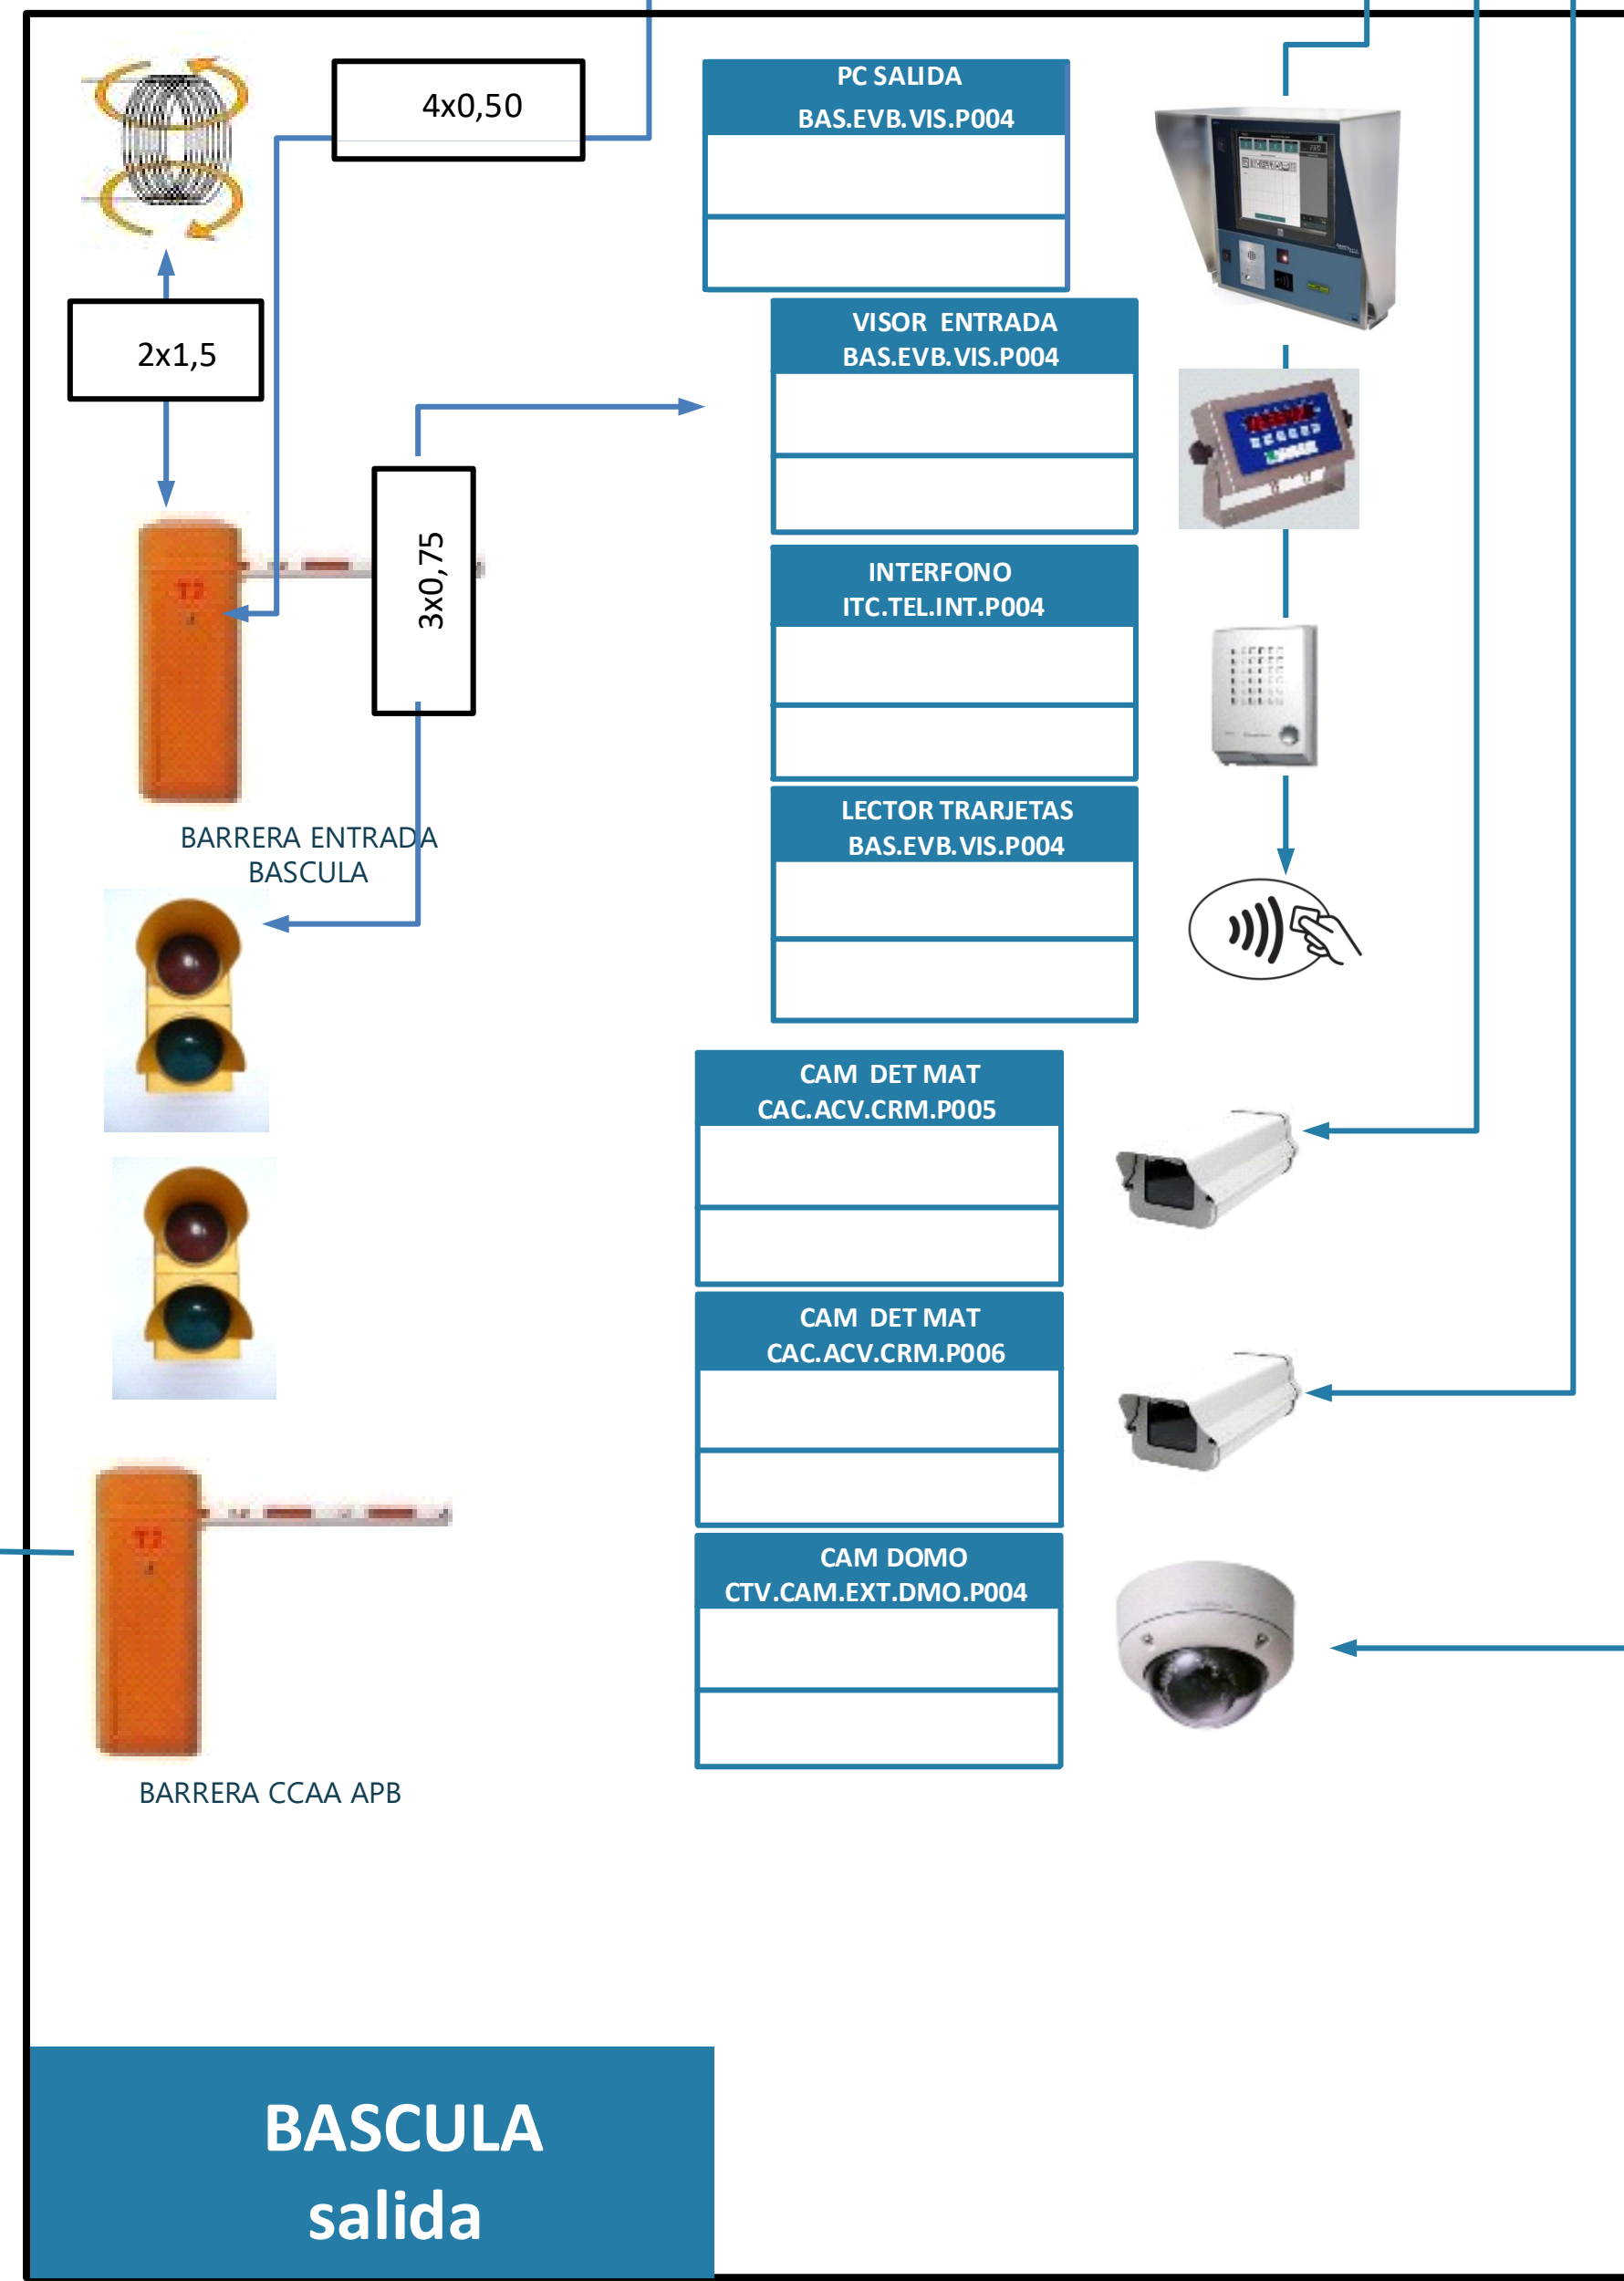 4x0,50
PC SALIDA
BAS.EVB.VIS.P004
2x1,5
VISOR ENTRADA
BAS.EVB.VIS.P004
3x0,75
INTERFONO
ITC.TEL.INT.P004
BARRERA ENTRADA
BASCULA
LECTOR TRARJETAS
BAS.EVB.VIS.P004
CAM DET MAT
CAC.ACV.CRM.P005
CAM DET MAT
CAC.ACV.CRM.P006
CAM DOMO
CTV.CAM.EXT.DMO.P004
BARRERA CCAA APB
BASCULA
salida